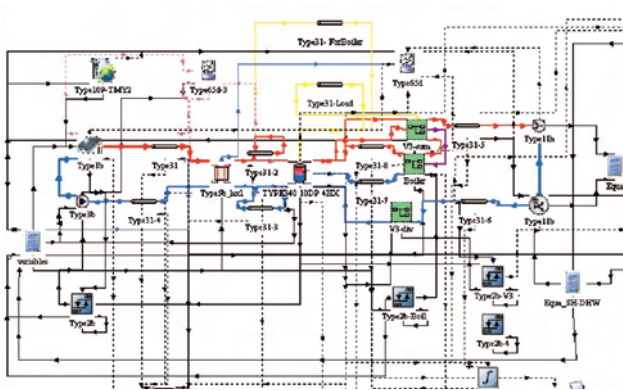 Type31- ForBoiler
Type109-TMY2
Type65d-3
Type65d
Type31-Load
V3-com
Type31-5
Type11h
Type1b
Type31
Type31-2
Type31-8
Boiler
Type5b_hx1
TYPE340 10DP 4HX
Type3b
Type31-4
Type31-3
Type31-7
V3-div
Type31-6
Type11b
variables
Type2b
Type2b-Boil
Type2b-V3
Equa_SH-DHW
Type2b-4